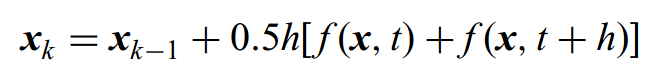 𝒙ₖ = 𝒙ₖ₋₁ + 0.5h[f(𝒙, t) + f(𝒙, t + h)]